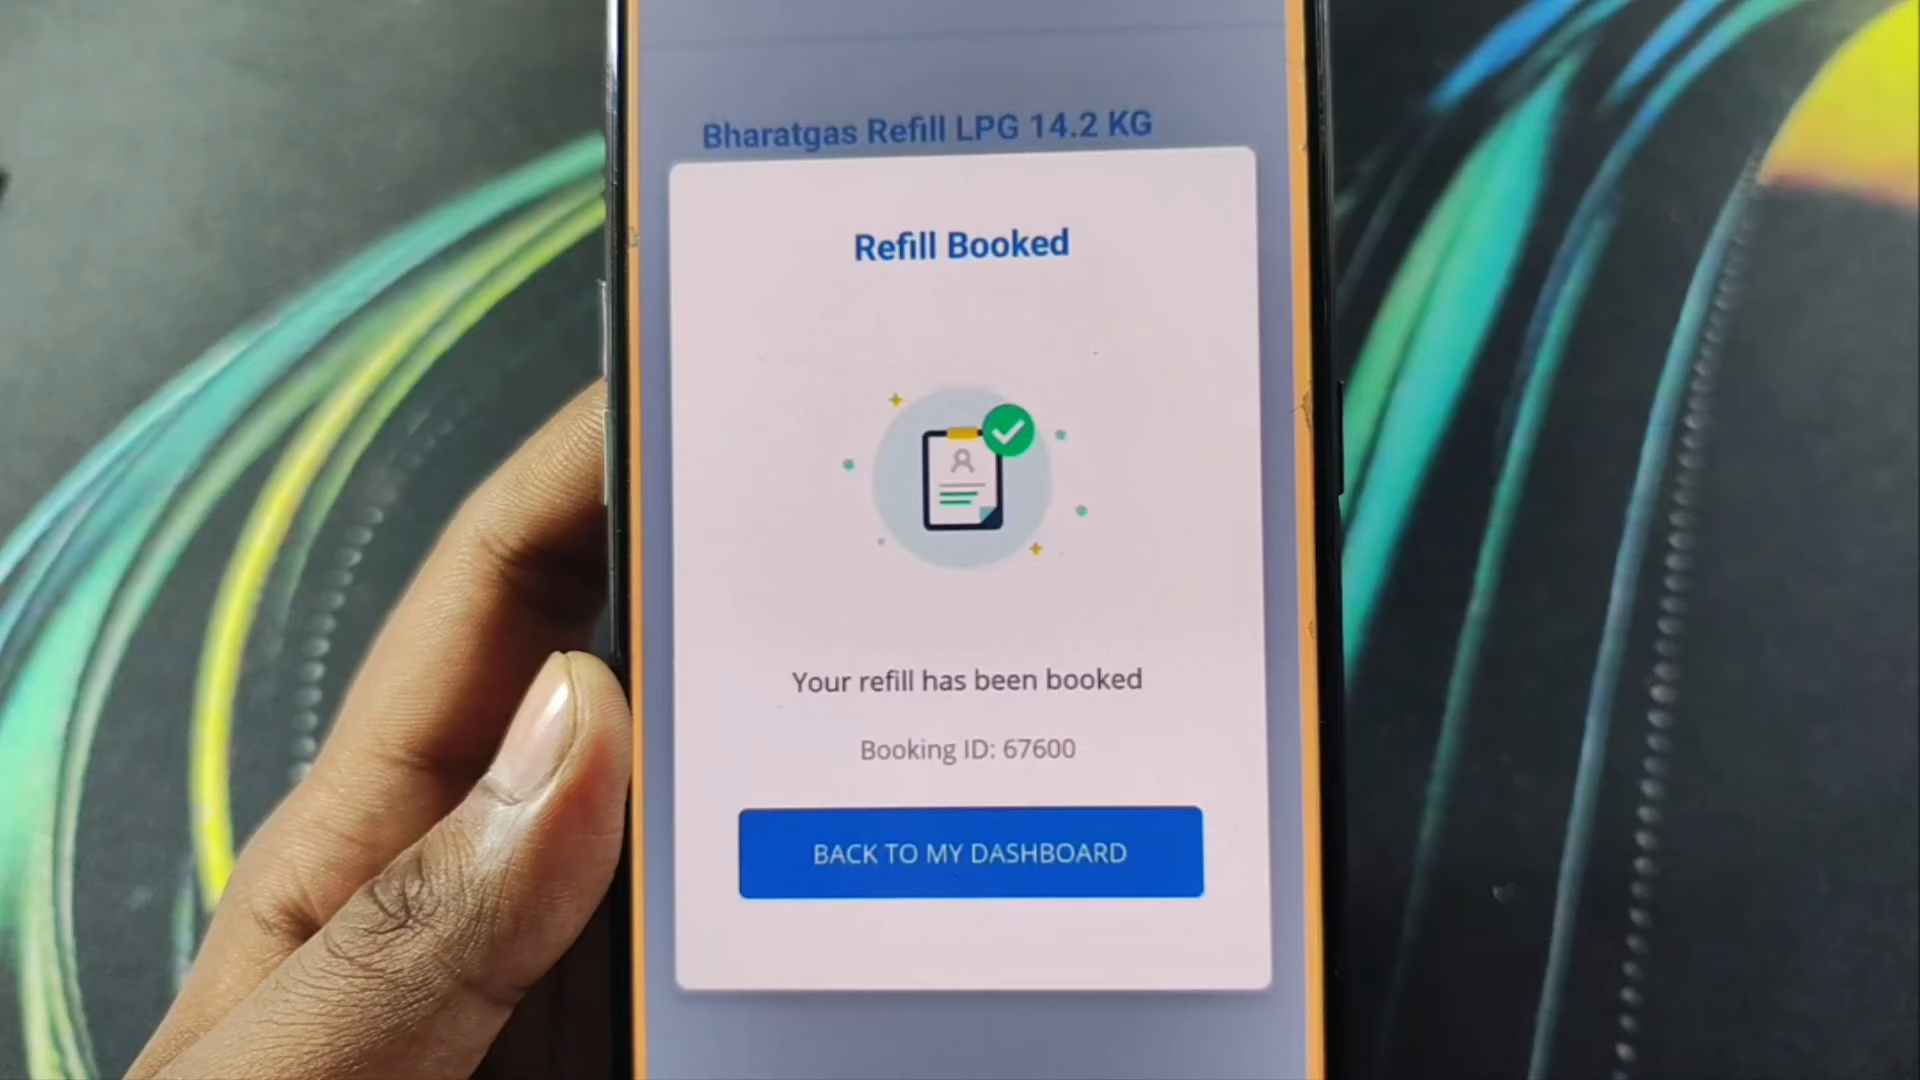 Bharatgas Refill LPG 14.2 KG
Refill Booked
Your refill has been booked
Booking ID: 67600
BACK TO MY DASHBOARD